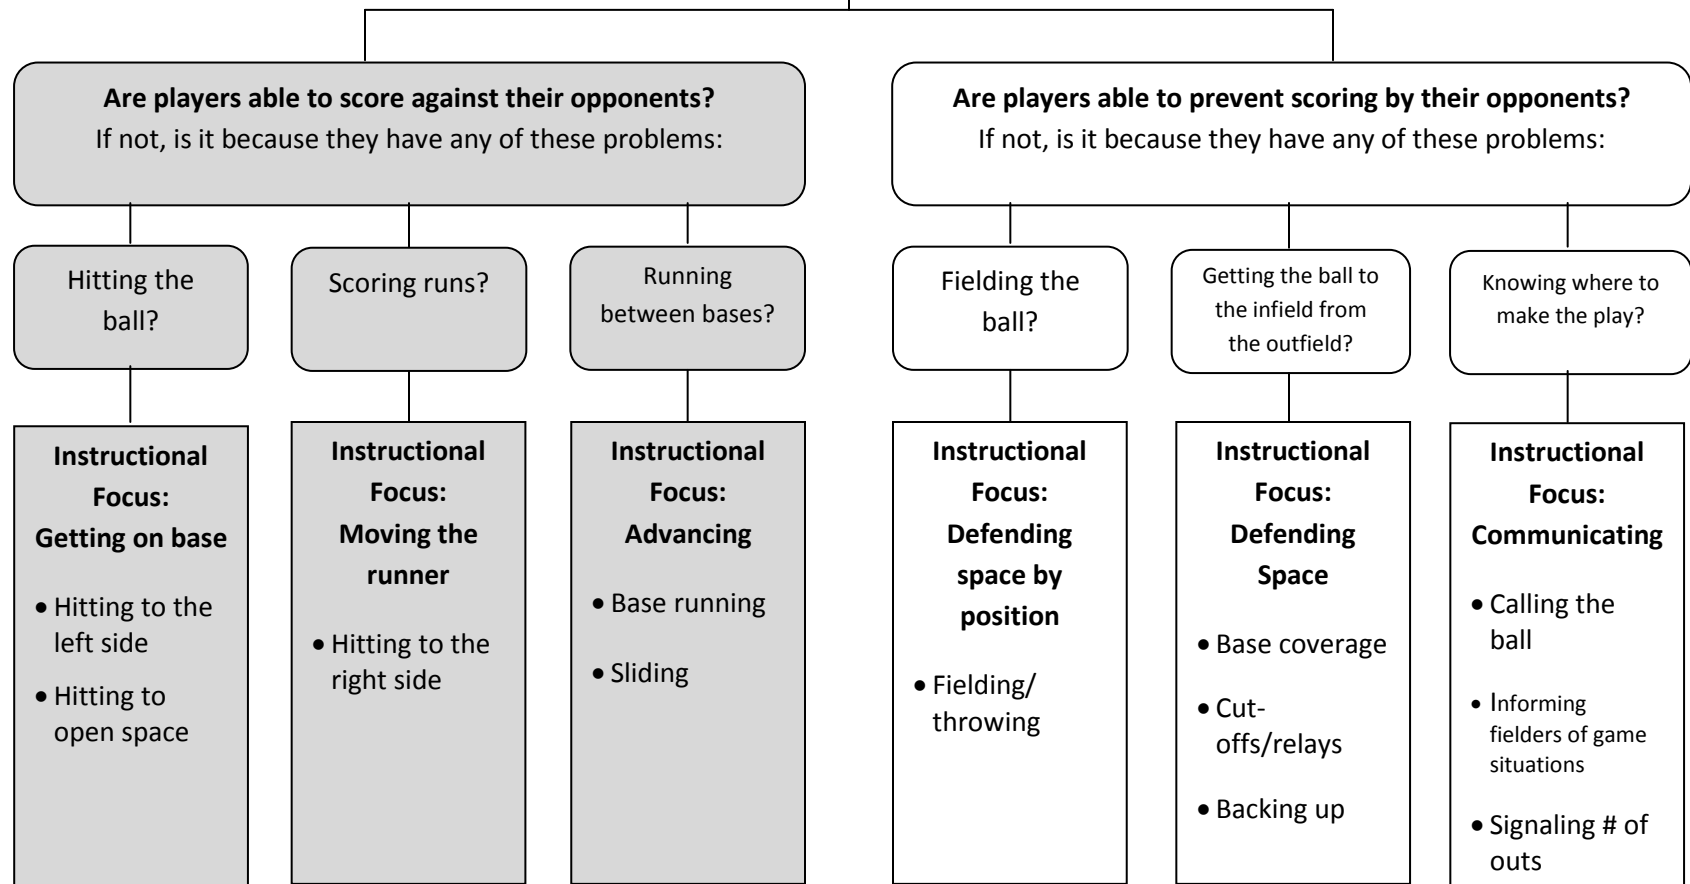 Are players able to score against their opponents?
If not, is it because they have any of these problems:
Are players able to prevent scoring by their opponents?
If not, is it because they have any of these problems:
Hitting the
ball?
Scoring runs?
Running
between bases?
Fielding the
ball?
Getting the ball to
the infield from
the outfield?
Knowing where to
make the play?
Instructional
Focus:
Getting on base
• Hitting to the
left side
• Hitting to
open space
Instructional
Focus:
Moving the
runner
• Hitting to the
right side
Instructional
Focus:
Advancing
• Base running
• Sliding
Instructional
Focus:
Defending
space by
position
• Fielding/
throwing
Instructional
Focus:
Defending
Space
• Base coverage
• Cut-
offs/relays
• Backing up
Instructional
Focus:
Communicating
• Calling the
ball
• Informing
fielders of game
situations
• Signaling # of
outs